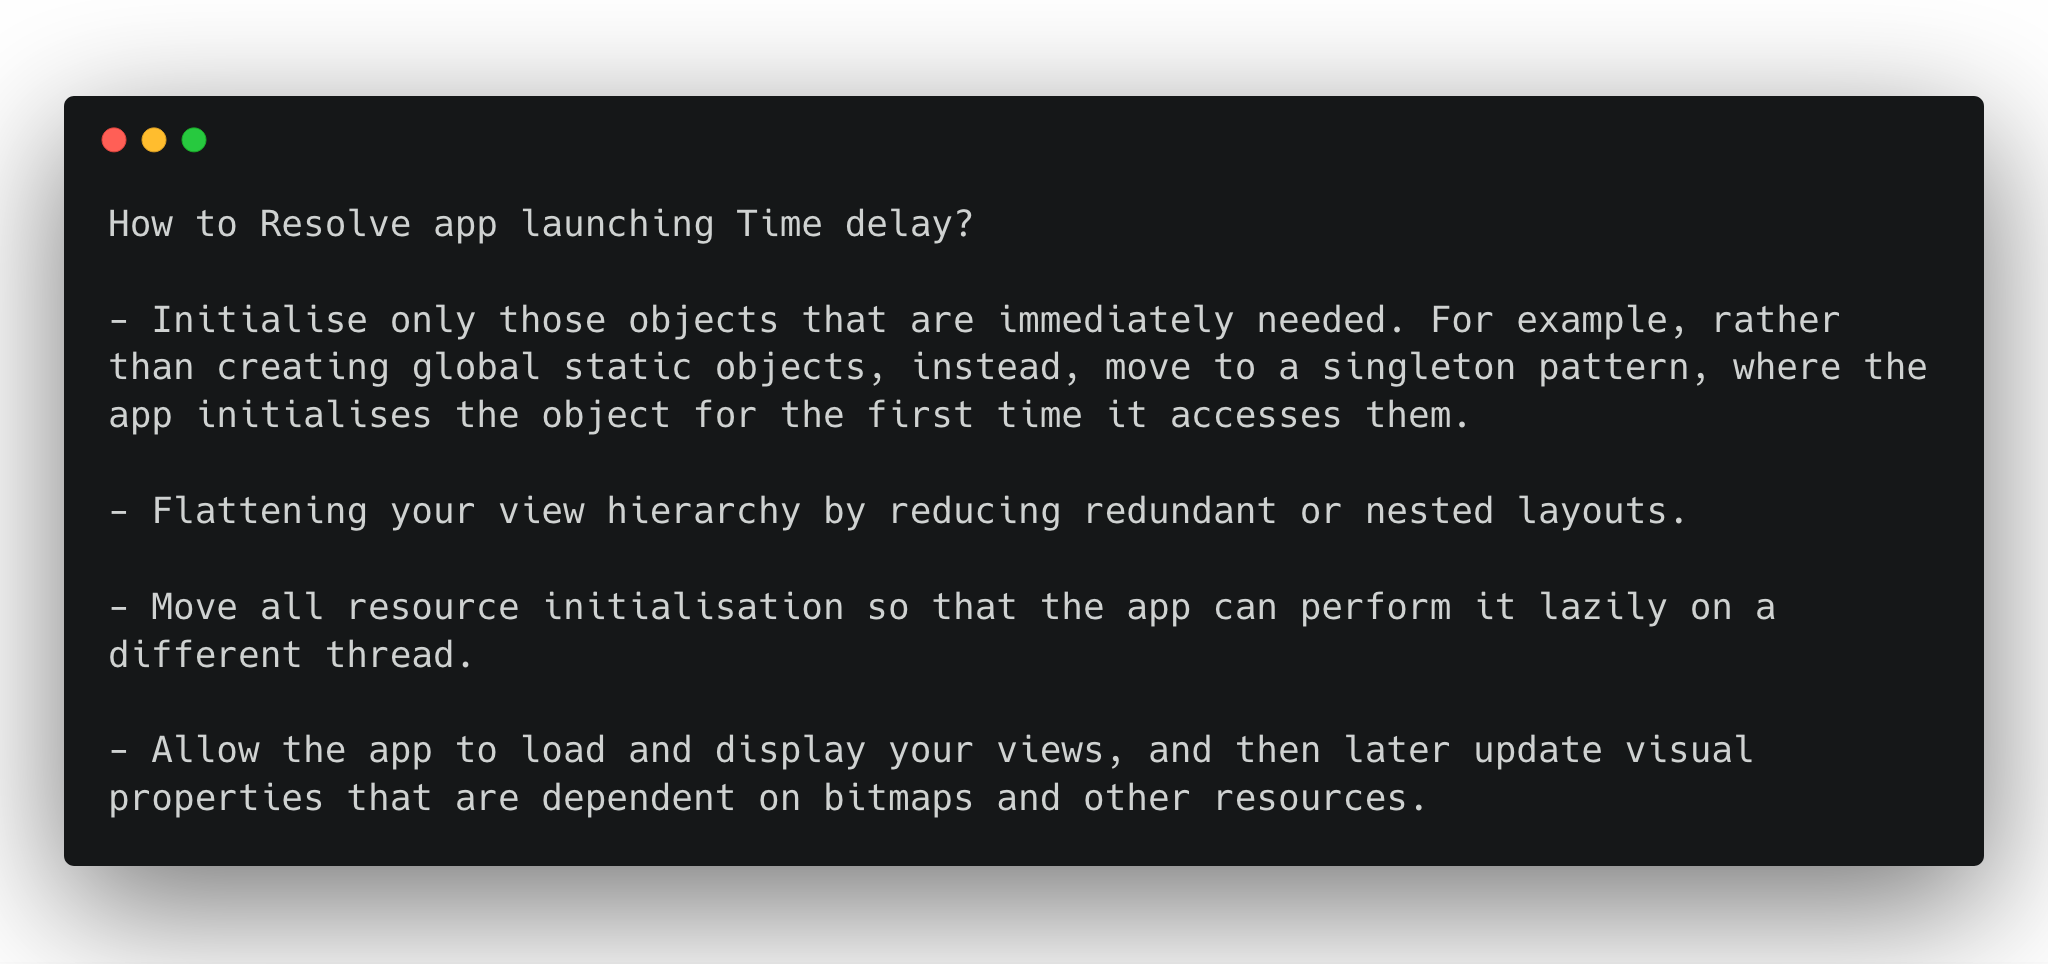 How to Resolve app launching Time delay?
- Initialise only those objects that are immediately needed. For example, rather
than creating global static objects, instead, move to a singleton pattern, where the
app initialises the object for the first time it accesses them.
- Flattening your view hierarchy by reducing redundant or nested layouts.
- Move all resource initialisation so that the app can perform it lazily on a
different thread.
- Allow the app to load and display your views, and then later update visual
properties that are dependent on bitmaps and other resources.